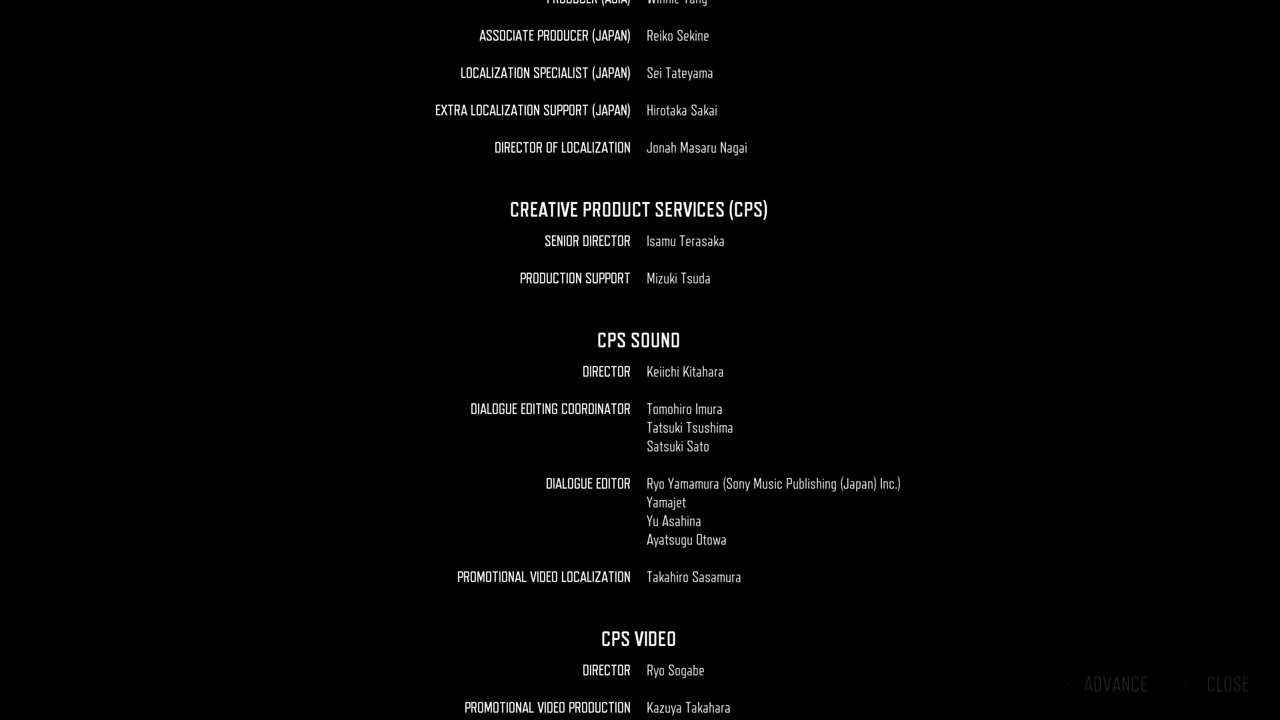 PRODUCER (ASIA) Winnie Yang
ASSOCIATE PRODUCER (JAPAN) Reiko Sekine
LOCALIZATION SPECIALIST (JAPAN) Sei Tateyama
EXTRA LOCALIZATION SUPPORT (JAPAN) Hirotaka Sakai
DIRECTOR OF LOCALIZATION Jonah Masaru Nagai
CREATIVE PRODUCT SERVICES (CPS)
SENIOR DIRECTOR Isamu Terasaka
PRODUCTION SUPPORT Mizuki Tsuda
CPS SOUND
DIRECTOR Keiichi Kitahara
DIALOGUE EDITING COORDINATOR Tomohiro Imura
Tatsuki Tsushima
Satsuki Sato
DIALOGUE EDITOR Ryo Yamamura (Sony Music Publishing (Japan) Inc.)
Yamajet
Yu Asahina
Ayatsugu Otowa
PROMOTIONAL VIDEO LOCALIZATION Takahiro Sasamura
CPS VIDEO
DIRECTOR Ryo Sogabe
PROMOTIONAL VIDEO PRODUCTION Kazuya Takahara
ADVANCE CLOSE